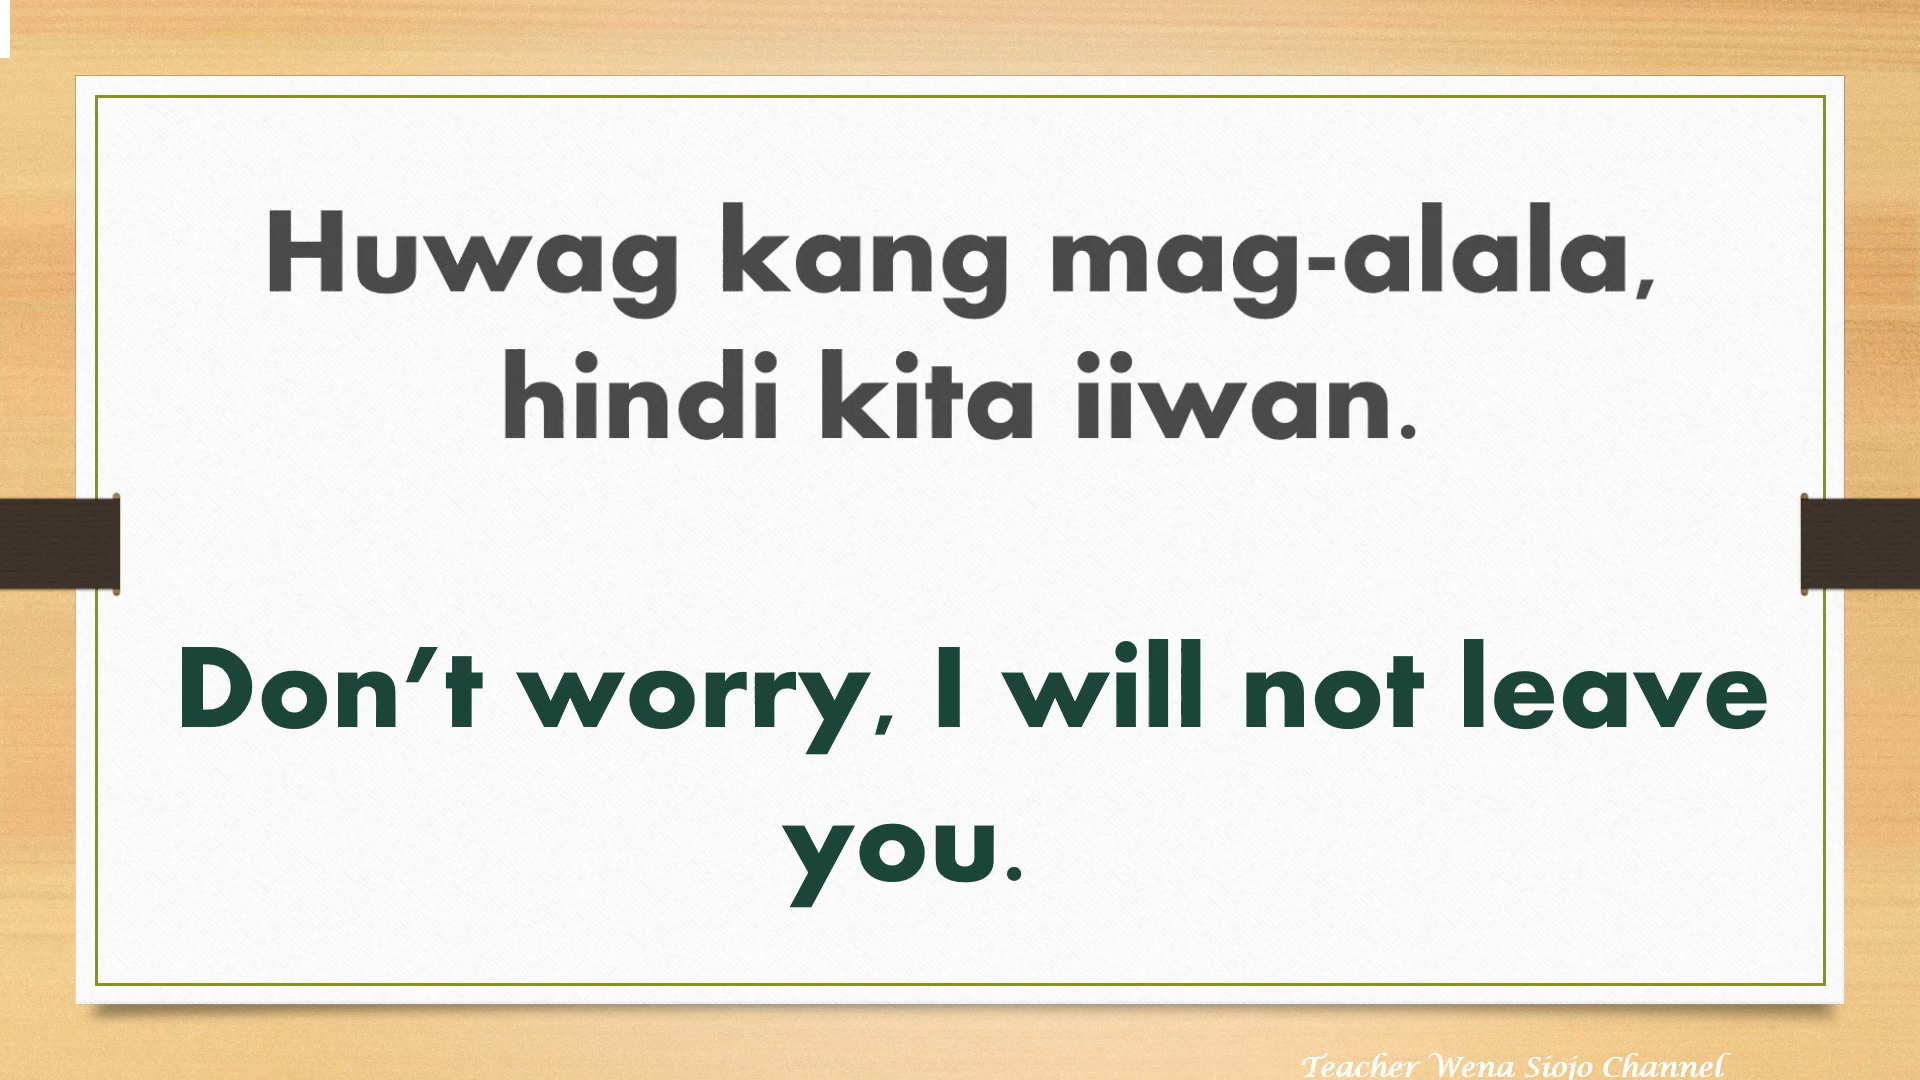 Huwag kang mag-alala,
hindi kita iiwan.
Don’t worry, I will not leave
you.
Teacher Wena Siojo Channel